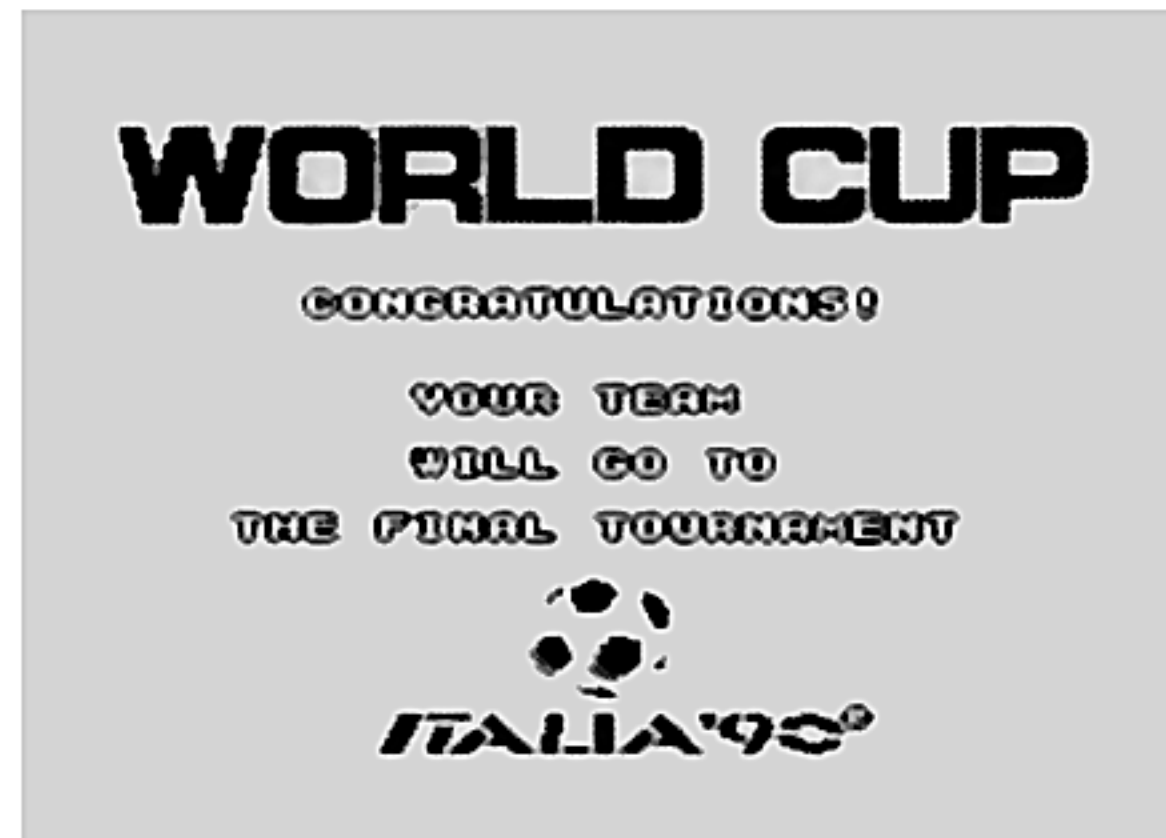 WORLD CUP
CONGRATULATIONS!
YOUR TEAM
WILL GO TO
THE FINAL TOURNAMENT
ITALIA'90®